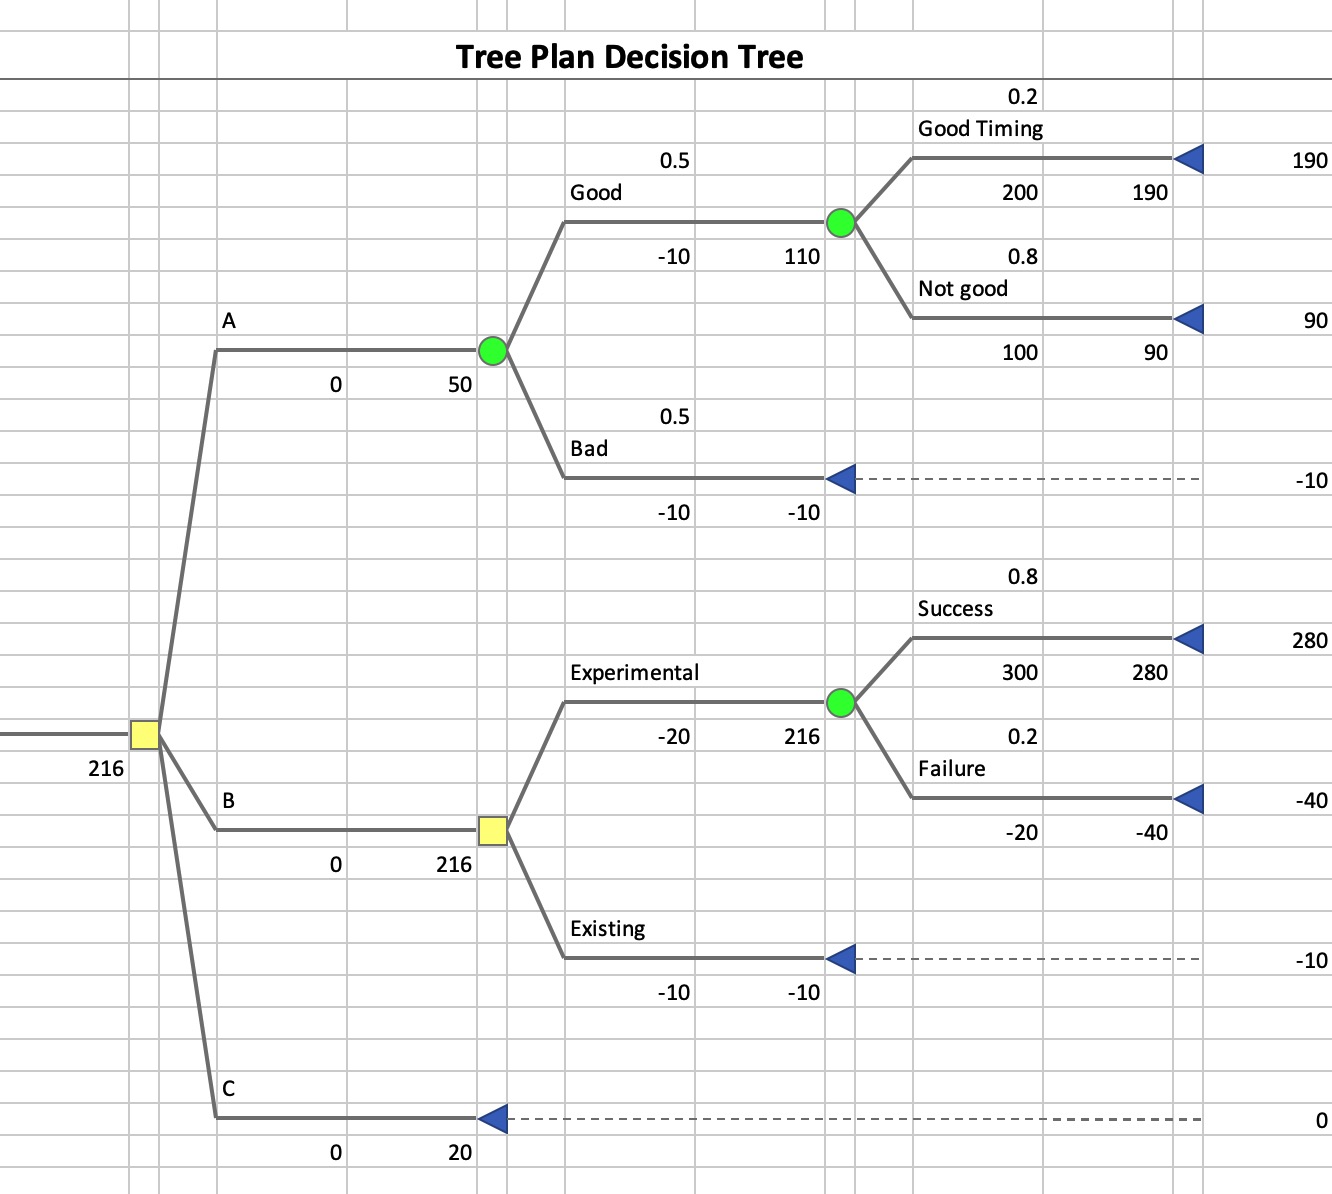 Tree Plan Decision Tree
0.2
Good Timing
0.5 190
Good 200 190
-10 110 0.8
Not good
A 90
0 50 100 90
0.5
Bad
-10
-10 -10
0.8
Success
280
Experimental 300 280
-20 216 0.2
216 Failure
B -40
-20 -40
0 216
Existing
-10
-10 -10
C
0
0 20